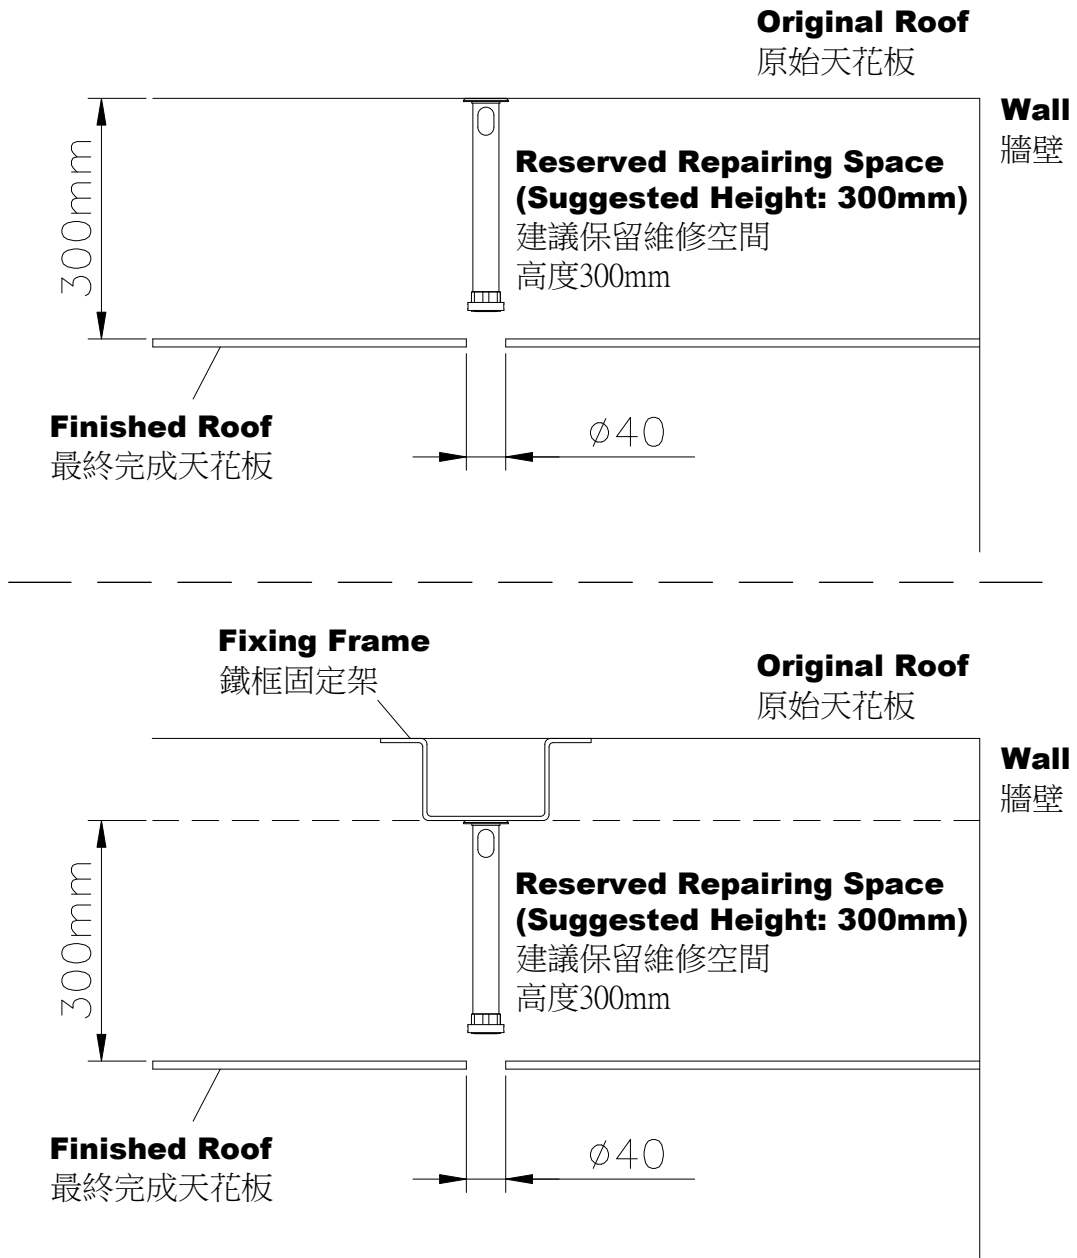 Original Roof
原始天花板
Wall
牆壁
300mm
Reserved Repairing Space
(Suggested Height: 300mm)
建議保留維修空間
高度300mm
Finished Roof
最終完成天花板
⌀40
Fixing Frame
鐵框固定架
Original Roof
原始天花板
Wall
牆壁
300mm
Reserved Repairing Space
(Suggested Height: 300mm)
建議保留維修空間
高度300mm
Finished Roof
最終完成天花板
⌀40